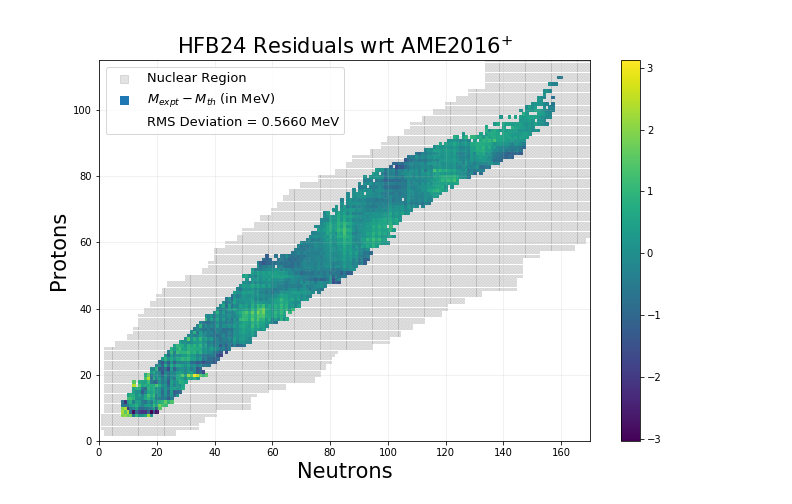 HFB24 Residuals wrt AME2016⁺
Nuclear Region
M_expt − M_th (in MeV)
RMS Deviation = 0.5660 MeV
Protons
100
80
60
40
20
0
0 20 40 60 80 100 120 140 160
Neutrons
3
2
1
0
−1
−2
−3